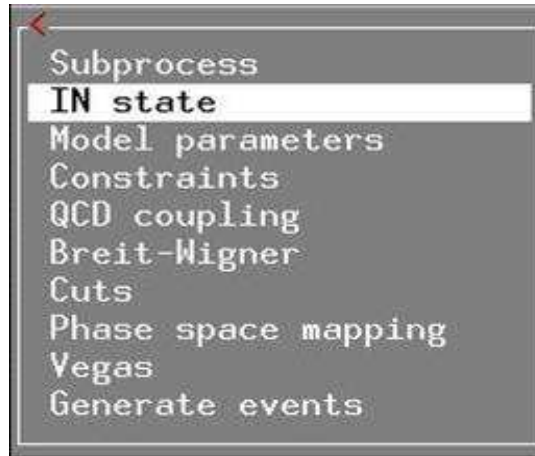 <
Subprocess
IN state
Model parameters
Constraints
QCD coupling
Breit-Wigner
Cuts
Phase space mapping
Vegas
Generate events